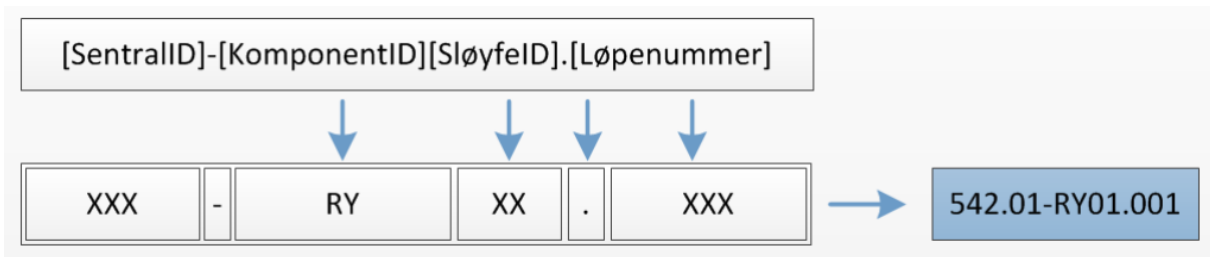 [SentralID]-[KomponentID][SløyfeID].[Løpenummer]
XXX - RY XX . XXX 542.01-RY01.001